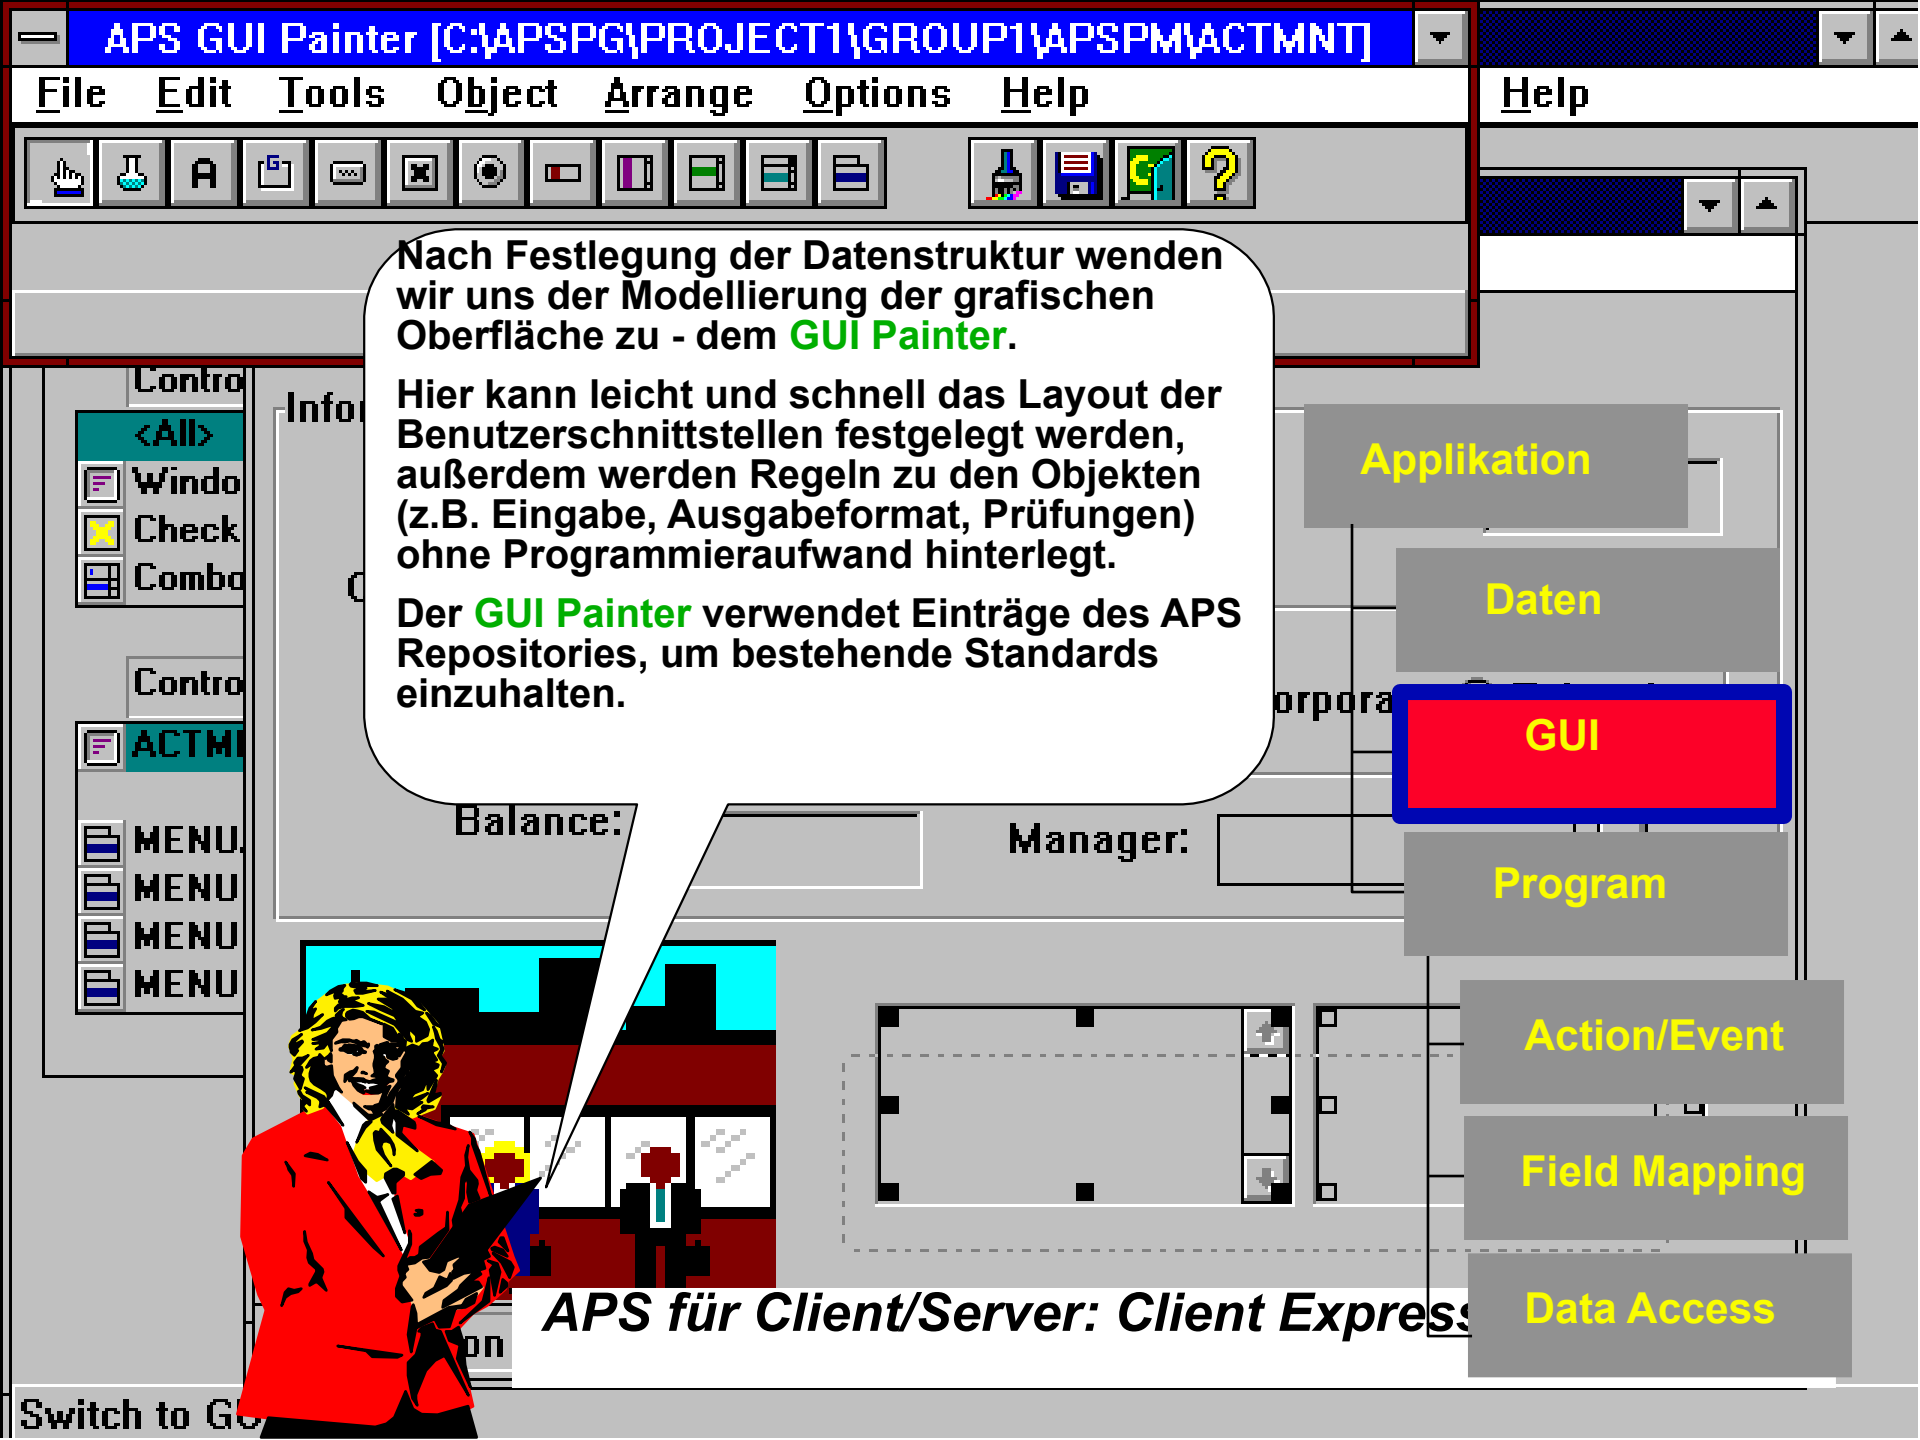 APS GUI Painter [C:\APSPG\PROJECT1\GROUP1\APSPM\ACTMNT]
File Edit Tools Object Arrange Options Help
Help
A
G
Nach Festlegung der Datenstruktur wenden
wir uns der Modellierung der grafischen
Oberfläche zu - dem GUI Painter.
Hier kann leicht und schnell das Layout der
Benutzerschnittstellen festgelegt werden,
außerdem werden Regeln zu den Objekten
(z.B. Eingabe, Ausgabeformat, Prüfungen)
ohne Programmieraufwand hinterlegt.
Der GUI Painter verwendet Einträge des APS
Repositories, um bestehende Standards
einzuhalten.
Contro
<All>
Windo
Check
Combo
Contro
ACTM
MENU
MENU
MENU
MENU
Infor
orpora
Balance:
Manager:
Applikation
Daten
GUI
Program
Action/Event
Field Mapping
Data Access
APS für Client/Server: Client Express
on
Switch to GU